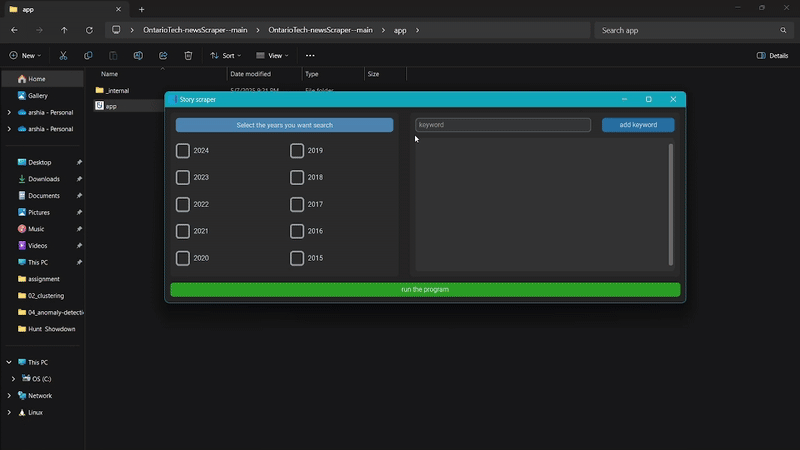 app
OntarioTech-newsScraper--main
OntarioTech-newsScraper--main
app
Search app
New
Sort
View
Details
Home
Gallery
arshia - Personal
arshia - Personal
Desktop
Downloads
Documents
Pictures
Music
Videos
This PC
assignment
02_clustering
04_anomaly-detecti
Hunt Showdown
This PC
OS (C:)
Network
Linux
Name Date modified Type Size
_internal 5/7/2025 9:21 PM File folder
app
Story scraper
Select the years you want search
2024 2019
2023 2018
2022 2017
2021 2016
2020 2015
keyword add keyword
run the program